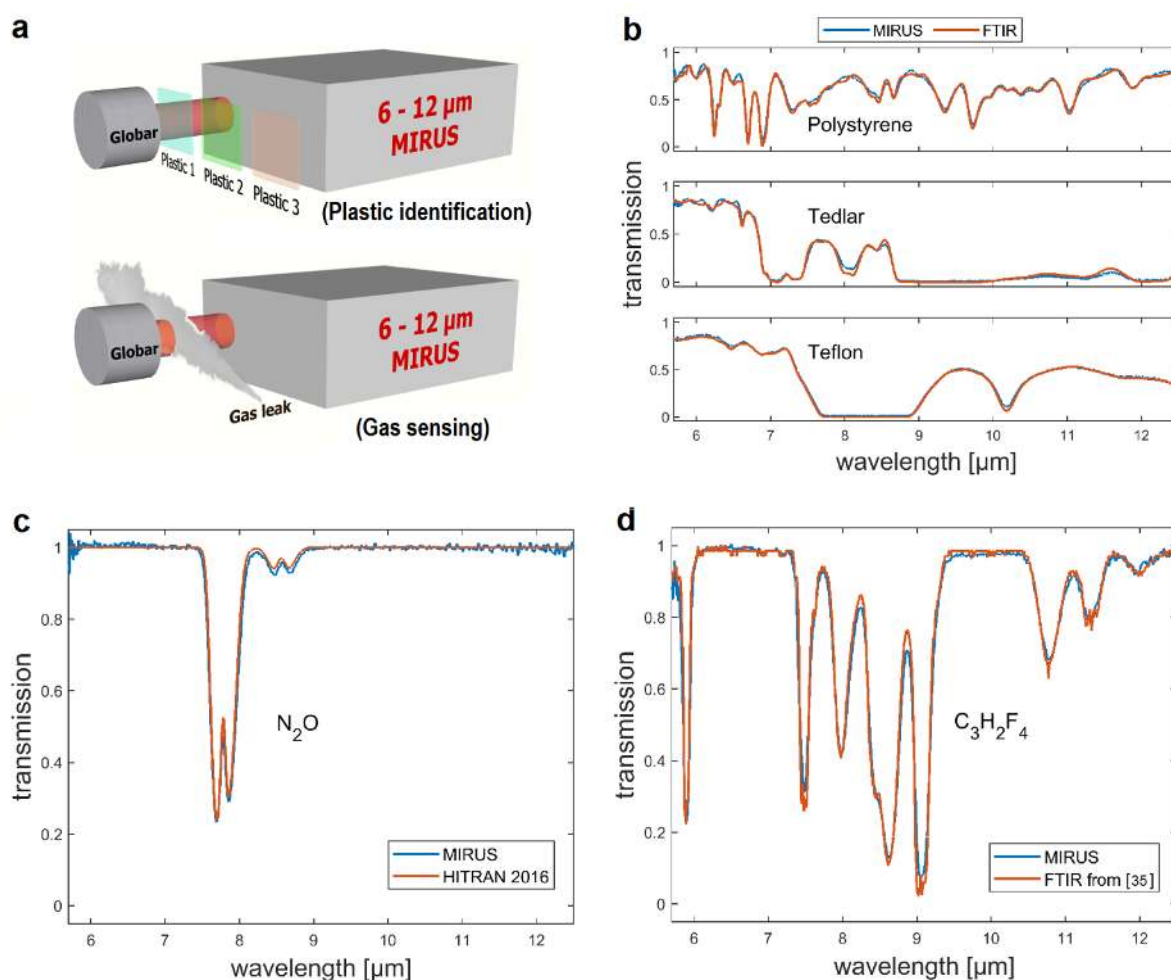 a
Globar
Plastic 1
Plastic 2
Plastic 3
6 - 12 µm
MIRUS
(Plastic identification)
Globar
Gas leak
6 - 12 µm
MIRUS
(Gas sensing)
b
MIRUS FTIR
1
0.5
0
Polystyrene
1
0.5
0
Tedlar
1
0.5
0
Teflon
transmission
6 7 8 9 10 11 12
wavelength [µm]
c
1
0.8
0.6
0.4
0.2
0
transmission
N₂O
MIRUS
HITRAN 2016
6 7 8 9 10 11 12
wavelength [µm]
d
1
0.8
0.6
0.4
0.2
0
transmission
C₃H₂F₄
MIRUS
FTIR from [35]
6 7 8 9 10 11 12
wavelength [µm]